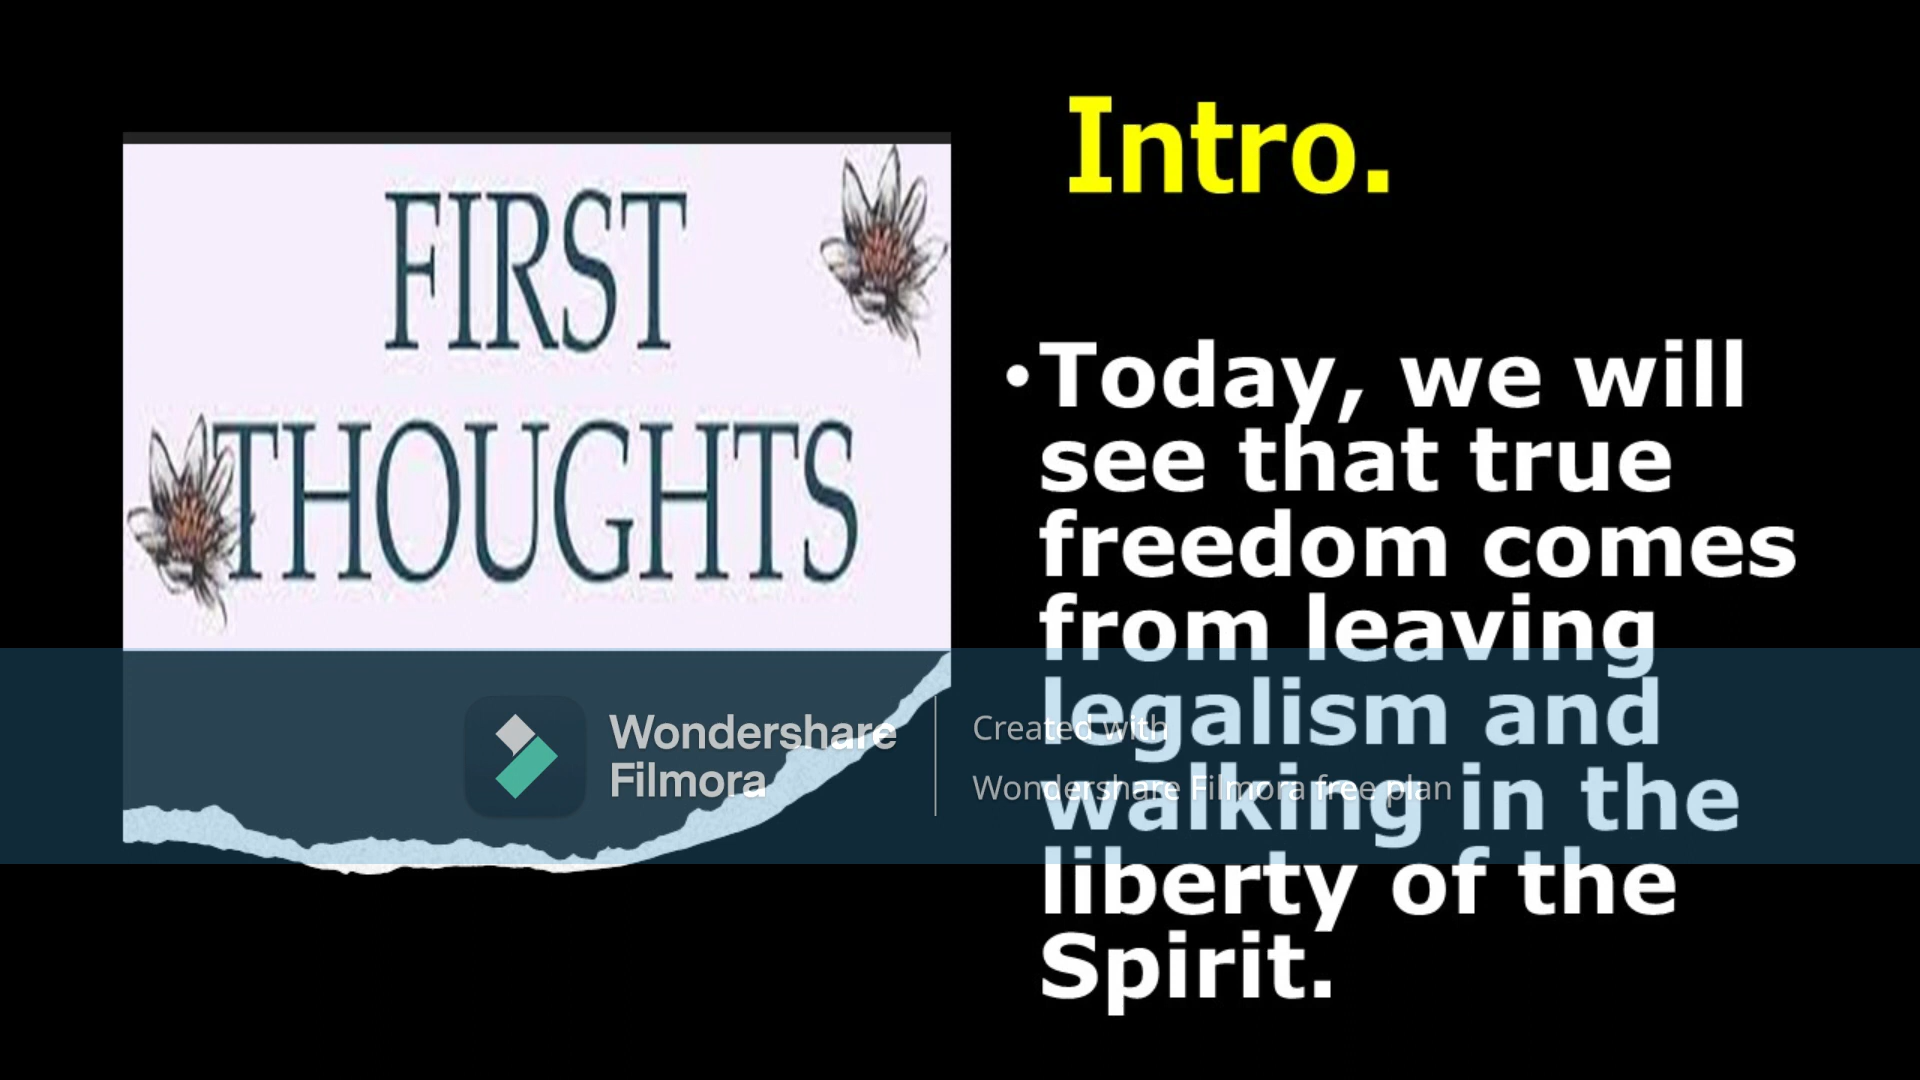 FIRST
THOUGHTS
Intro.
•Today, we will
see that true
freedom comes
from leaving
legalism and
walking in the
liberty of the
Spirit.
Wondershare
Filmora
Created with
Wondershare Filmora free plan